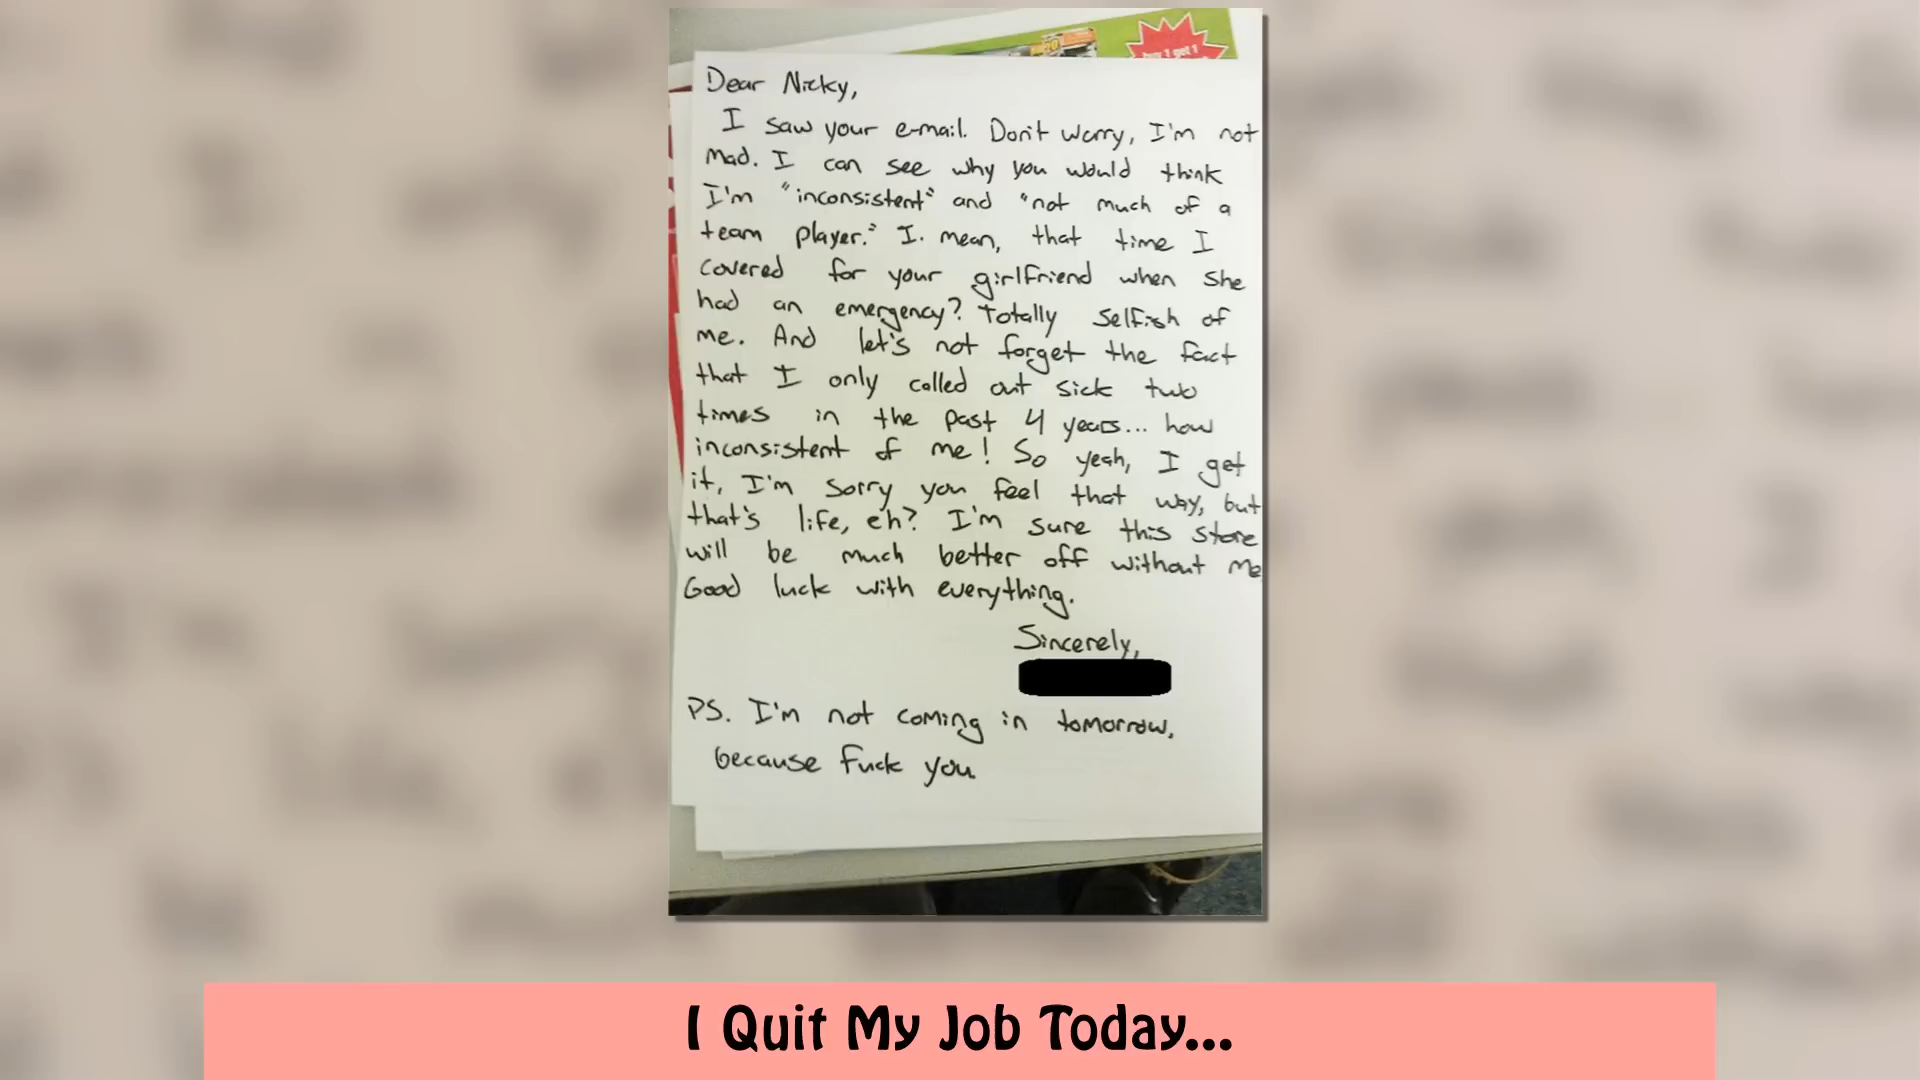 buy 1 get 1
Dear Nicky,
I saw your e-mail. Don't worry, I'm not
mad. I can see why you would think
I'm "inconsistent" and "not much of a
team player." I mean, that time I
covered for your girlfriend when she
had an emergency? Totally selfish of
me. And let's not forget the fact
that I only called out sick two
times in the past 4 years... how
inconsistent of me! So yeah, I get
it, I'm sorry you feel that way, but
that's life, eh? I'm sure this store
will be much better off without me
Good luck with everything.
Sincerely,
PS. I'm not coming in tomorrow,
because fuck you
I Quit My Job Today...